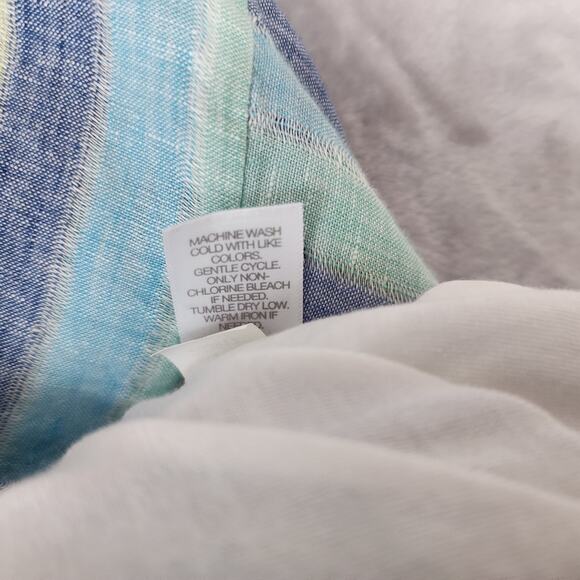 MACHINE WASH
COLD WITH LIKE
COLORS.
GENTLE CYCLE.
ONLY NON-
CHLORINE BLEACH
IF NEEDED.
TUMBLE DRY LOW.
WARM IRON IF
NEEDED.